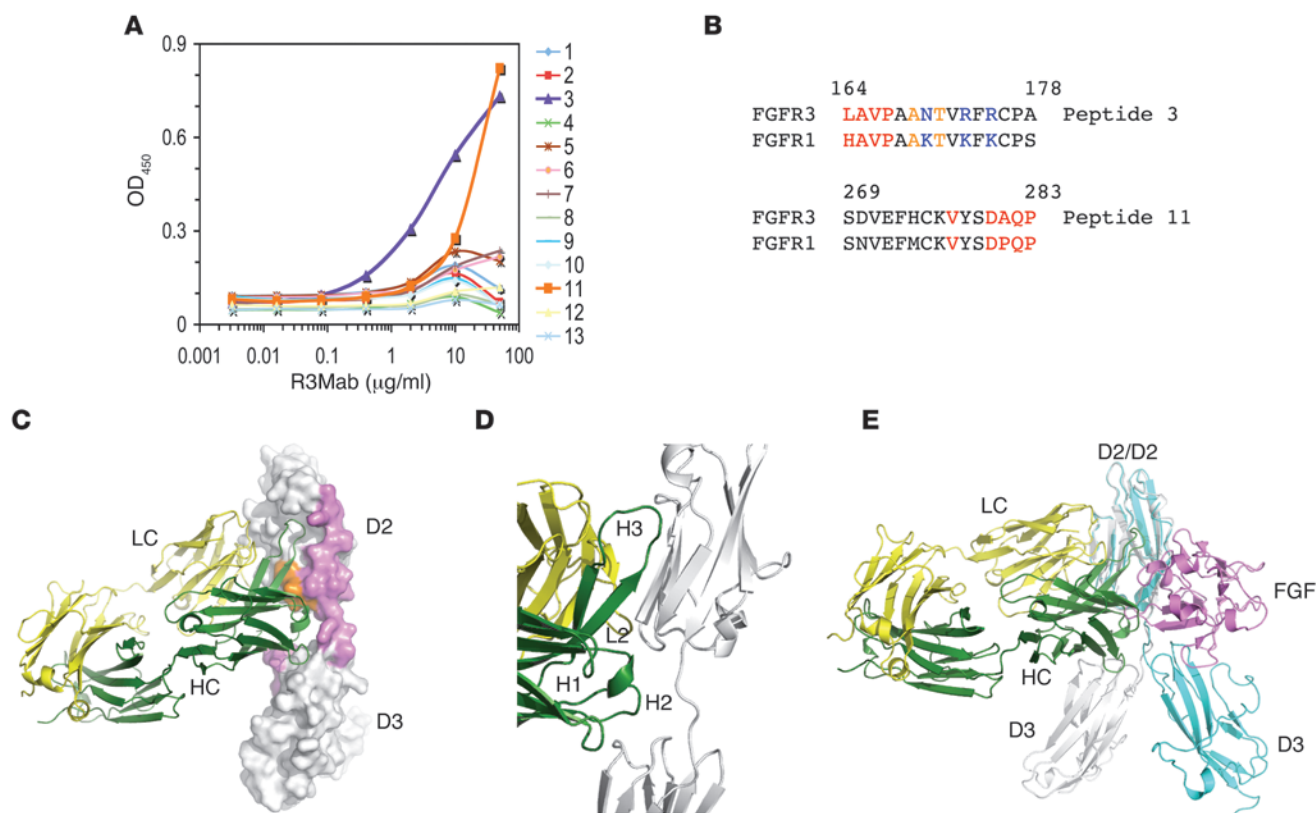 A
0.9
0.6
0.3
0
OD450
0.001
0.01
0.1
1
10
100
R3Mab (µg/ml)
1
2
3
4
5
6
7
8
9
10
11
12
13
B
164 178
FGFR3 LAVPAANTVRFRCPA Peptide 3
FGFR1 HAVPAAKTVKFKCPS
269 283
FGFR3 SDVEFHCKVYSDAQP Peptide 11
FGFR1 SNVEFMCKVYSDPQP
C
LC
D2
HC
D3
D
H3
L2
H1
H2
E
D2/D2
LC
FGF
HC
D3
D3